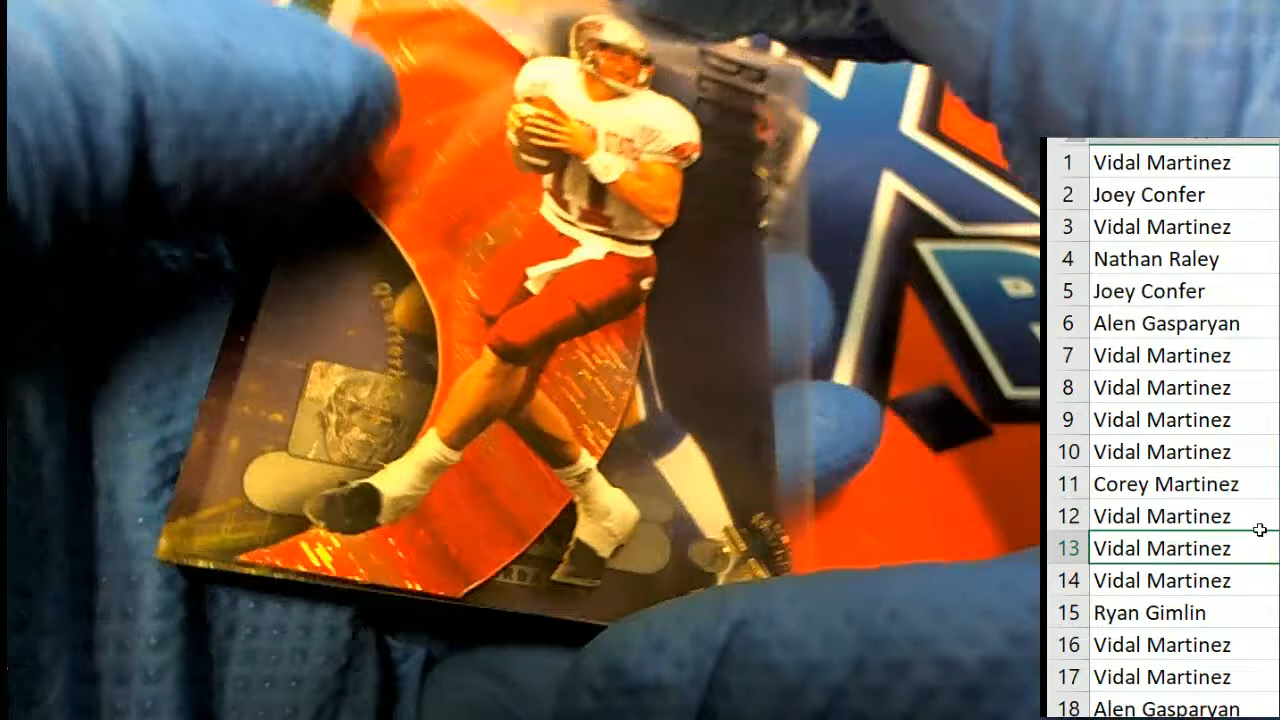 1 Vidal Martinez
2 Joey Confer
3 Vidal Martinez
4 Nathan Raley
5 Joey Confer
6 Alen Gasparyan
7 Vidal Martinez
8 Vidal Martinez
9 Vidal Martinez
10 Vidal Martinez
11 Corey Martinez
12 Vidal Martinez
13 Vidal Martinez
14 Vidal Martinez
15 Ryan Gimlin
16 Vidal Martinez
17 Vidal Martinez
18 Alen Gasparyan
11